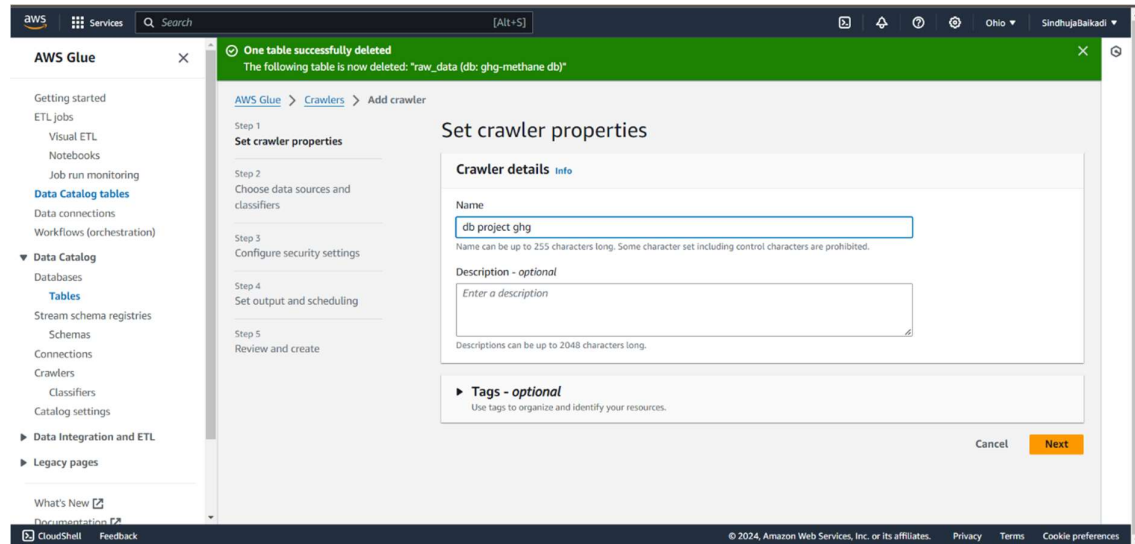 aws
Services
Search
[Alt+S]
Ohio ▼
SindhujaBaikadi ▼
AWS Glue
Getting started
ETL jobs
Visual ETL
Notebooks
Job run monitoring
Data Catalog tables
Data connections
Workflows (orchestration)
Data Catalog
Databases
Tables
Stream schema registries
Schemas
Connections
Crawlers
Classifiers
Catalog settings
Data Integration and ETL
Legacy pages
What's New
Documentation
One table successfully deleted
The following table is now deleted: "raw_data (db: ghg-methane db)"
AWS Glue > Crawlers > Add crawler
Step 1
Set crawler properties
Step 2
Choose data sources and
classifiers
Step 3
Configure security settings
Step 4
Set output and scheduling
Step 5
Review and create
Set crawler properties
Crawler details Info
Name
db project ghg
Name can be up to 255 characters long. Some character set including control characters are prohibited.
Description - optional
Enter a description
Descriptions can be up to 2048 characters long.
Tags - optional
Use tags to organize and identify your resources.
Cancel
Next
CloudShell
Feedback
© 2024, Amazon Web Services, Inc. or its affiliates.
Privacy
Terms
Cookie preferences